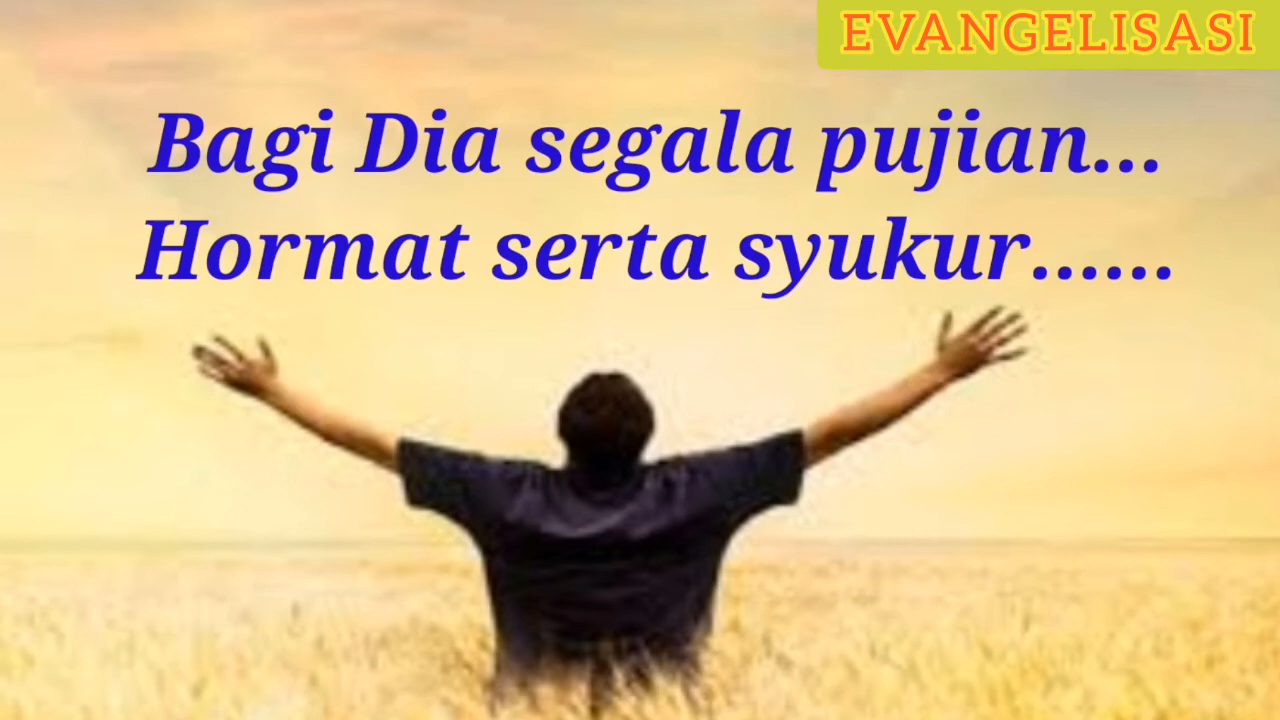 EVANGELISASI
Bagi Dia segala pujian...
Hormat serta syukur......